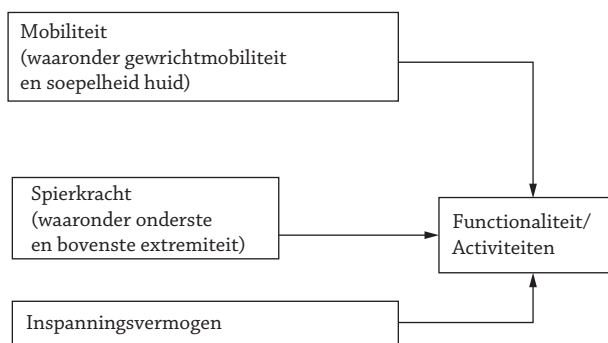 Mobiliteit
(waaronder gewrichtmobiliteit
en soepelheid huid)
Spierkracht
(waaronder onderste
en bovenste extremiteit)
Functionaliteit/
Activiteiten
Inspanningsvermogen